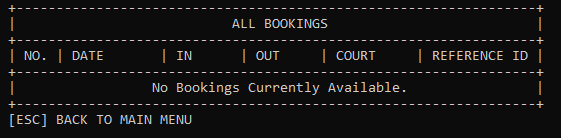 ALL BOOKINGS
| NO. | DATE | IN | OUT | COURT | REFERENCE ID |
No Bookings Currently Available.
[ESC] BACK TO MAIN MENU